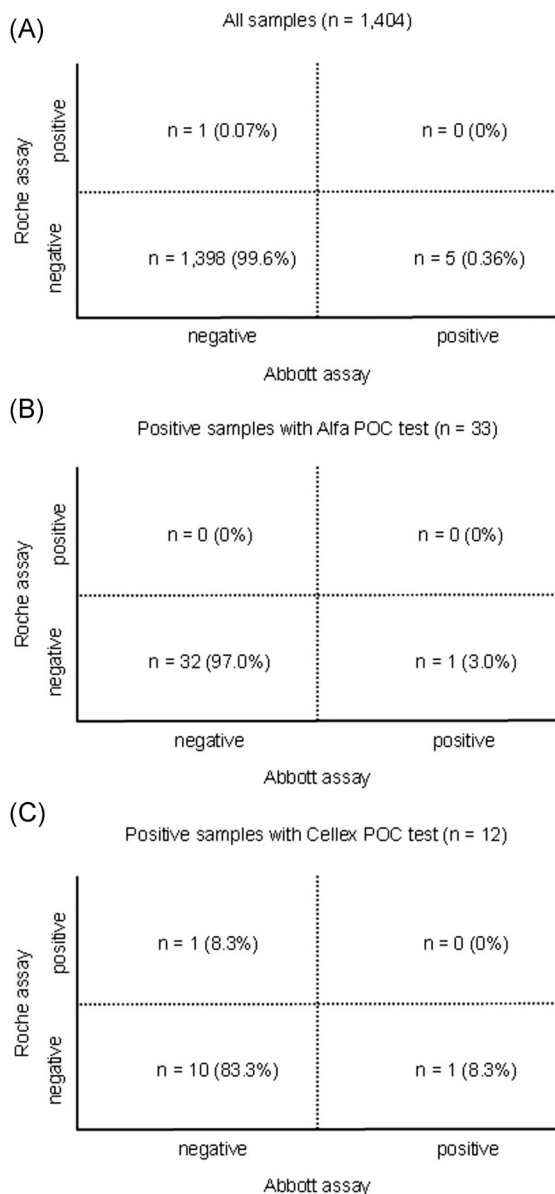 (A)
All samples (n = 1,404)
Roche assay
positive
negative
n = 1 (0.07%)
n = 0 (0%)
n = 1,398 (99.6%)
n = 5 (0.36%)
negative
positive
Abbott assay
(B)
Positive samples with Alfa POC test (n = 33)
Roche assay
positive
negative
n = 0 (0%)
n = 0 (0%)
n = 32 (97.0%)
n = 1 (3.0%)
negative
positive
Abbott assay
(C)
Positive samples with Cellex POC test (n = 12)
Roche assay
positive
negative
n = 1 (8.3%)
n = 0 (0%)
n = 10 (83.3%)
n = 1 (8.3%)
negative
positive
Abbott assay